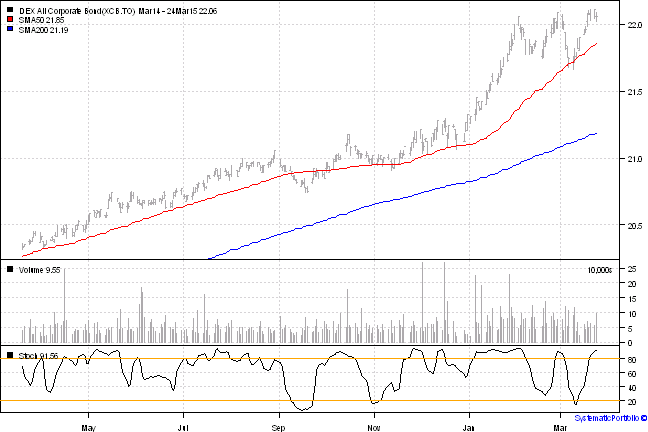 DEX All Corporate Bond(XCB.TO) Mar14 - 24Mar15 22.06
SMA50 21.85
SMA200 21.19
22.0
21.5
21.0
20.5
Volume 9.55
10,000s
25
20
15
10
5
0
Stoch 91.56
80
60
40
20
May Jul Sep Nov Jan Mar
SystematicPortfolio ©